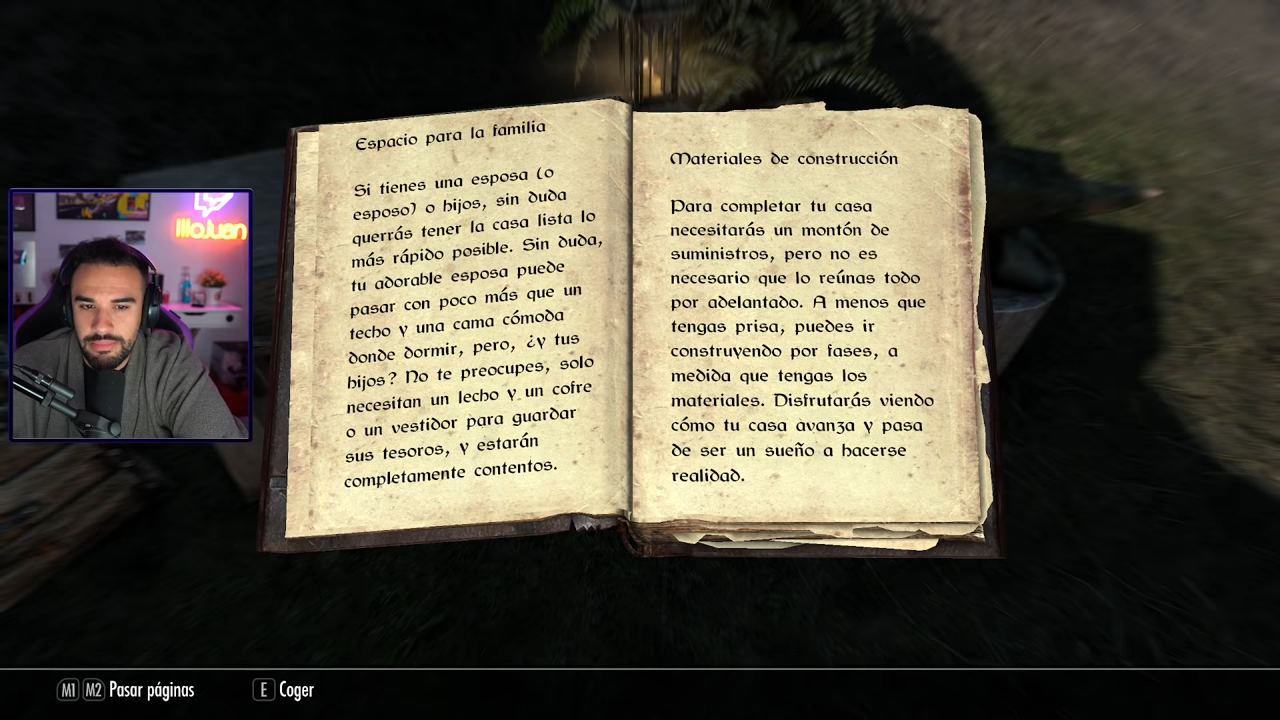 Espacio para la familia
Si tienes una esposa (o
esposo) o hijos, sin duda
querrás tener la casa lista lo
más rápido posible. Sin duda,
tu adorable esposa puede
pasar con poco más que un
techo y una cama cómoda
donde dormir, pero, ¿y tus
hijos? No te preocupes, solo
necesitan un lecho y un cofre
o un vestidor para guardar
sus tesoros, y estarán
completamente contentos.
Materiales de construcción
Para completar tu casa
necesitarás un montón de
suministros, pero no es
necesario que lo reúnas todo
por adelantado. A menos que
tengas prisa, puedes ir
construyendo por fases, a
medida que tengas los
materiales. Disfrutarás viendo
cómo tu casa avanza y pasa
de ser un sueño a hacerse
realidad.
IlloJuan
M1 M2 Pasar páginas
E Coger